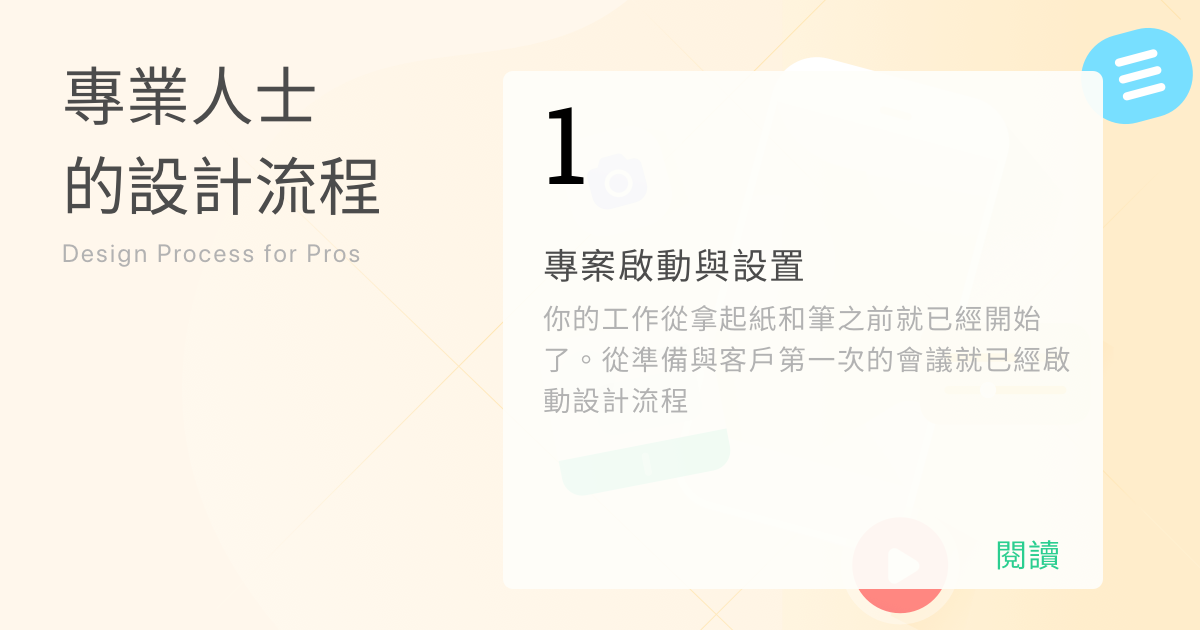 專業人士
的設計流程
Design Process for Pros
1
專案啟動與設置
你的工作從拿起紙和筆之前就已經開始
了。從準備與客戶第一次的會議就已經啟
動設計流程
閱讀